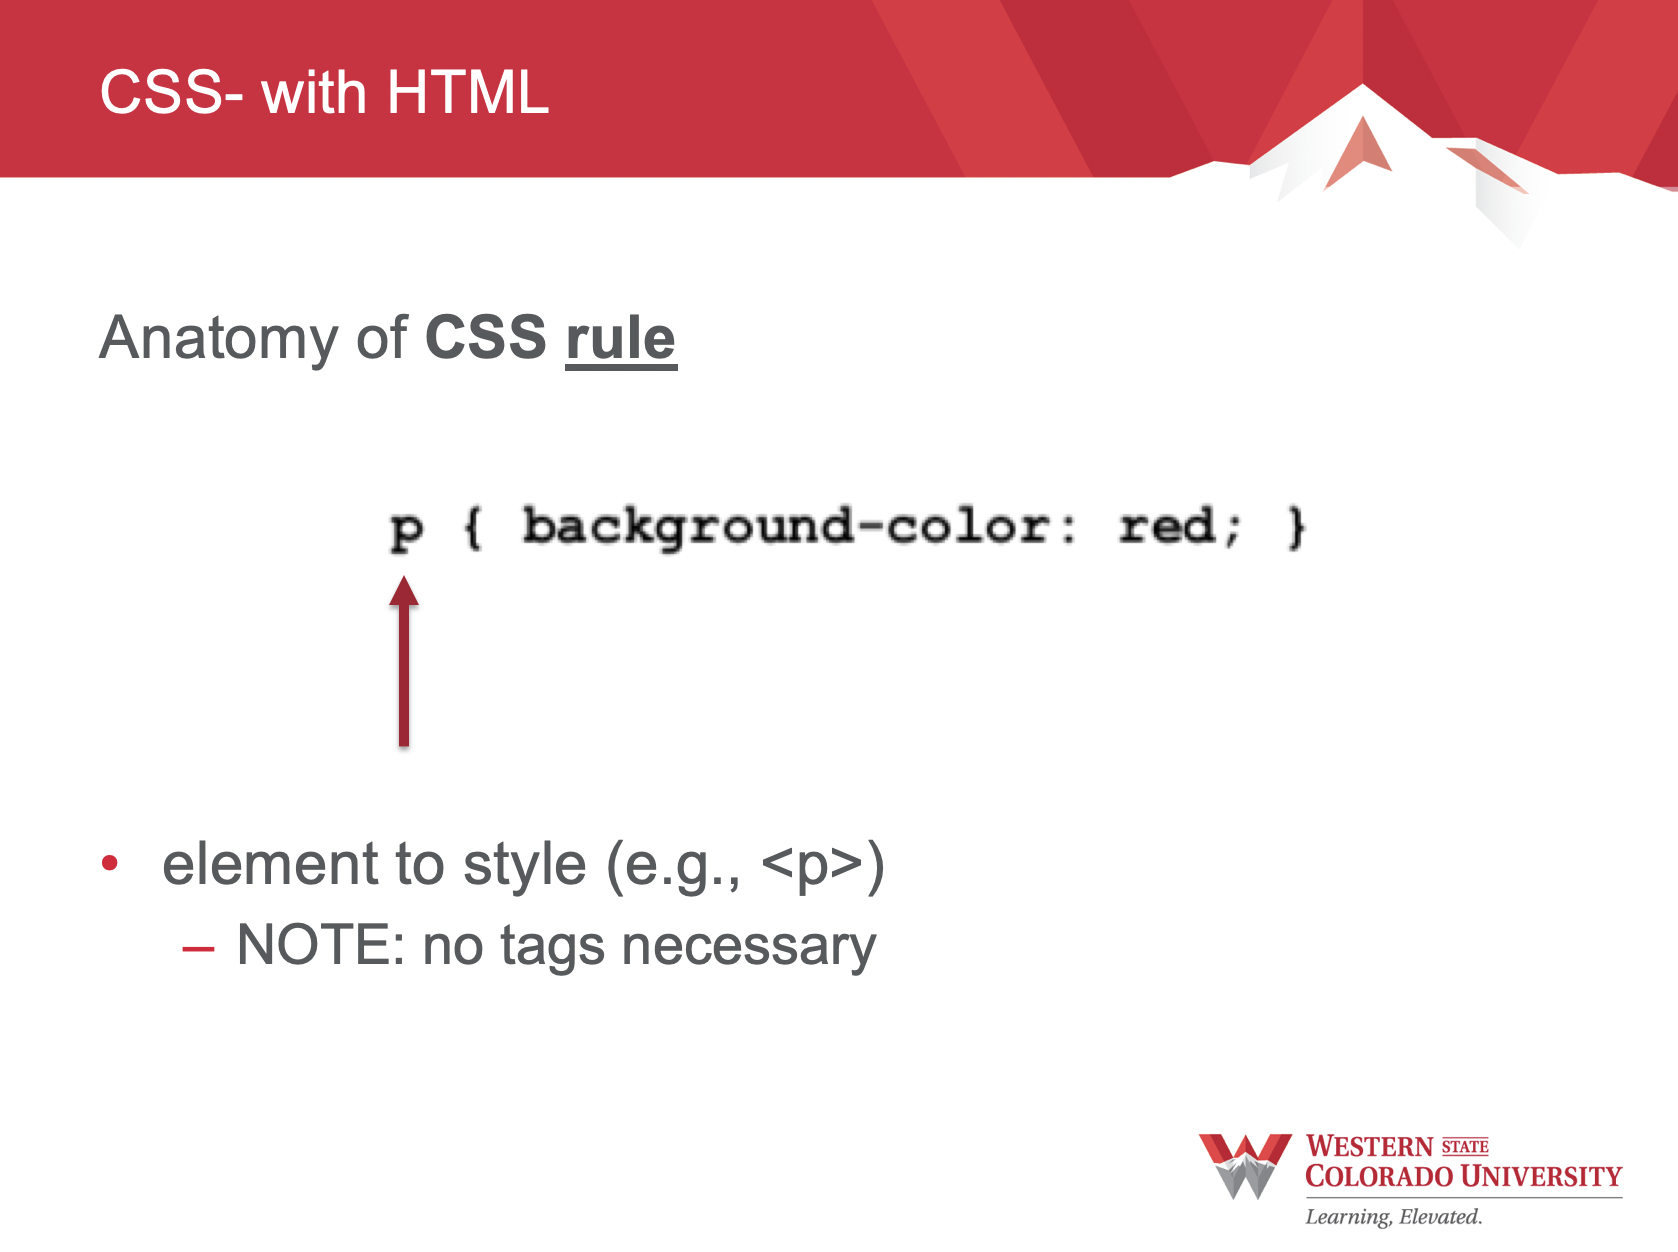 CSS- with HTML
Anatomy of CSS rule
p { background-color: red; }
• element to style (e.g., <p>)
– NOTE: no tags necessary
WESTERN STATE
COLORADO UNIVERSITY
Learning, Elevated.